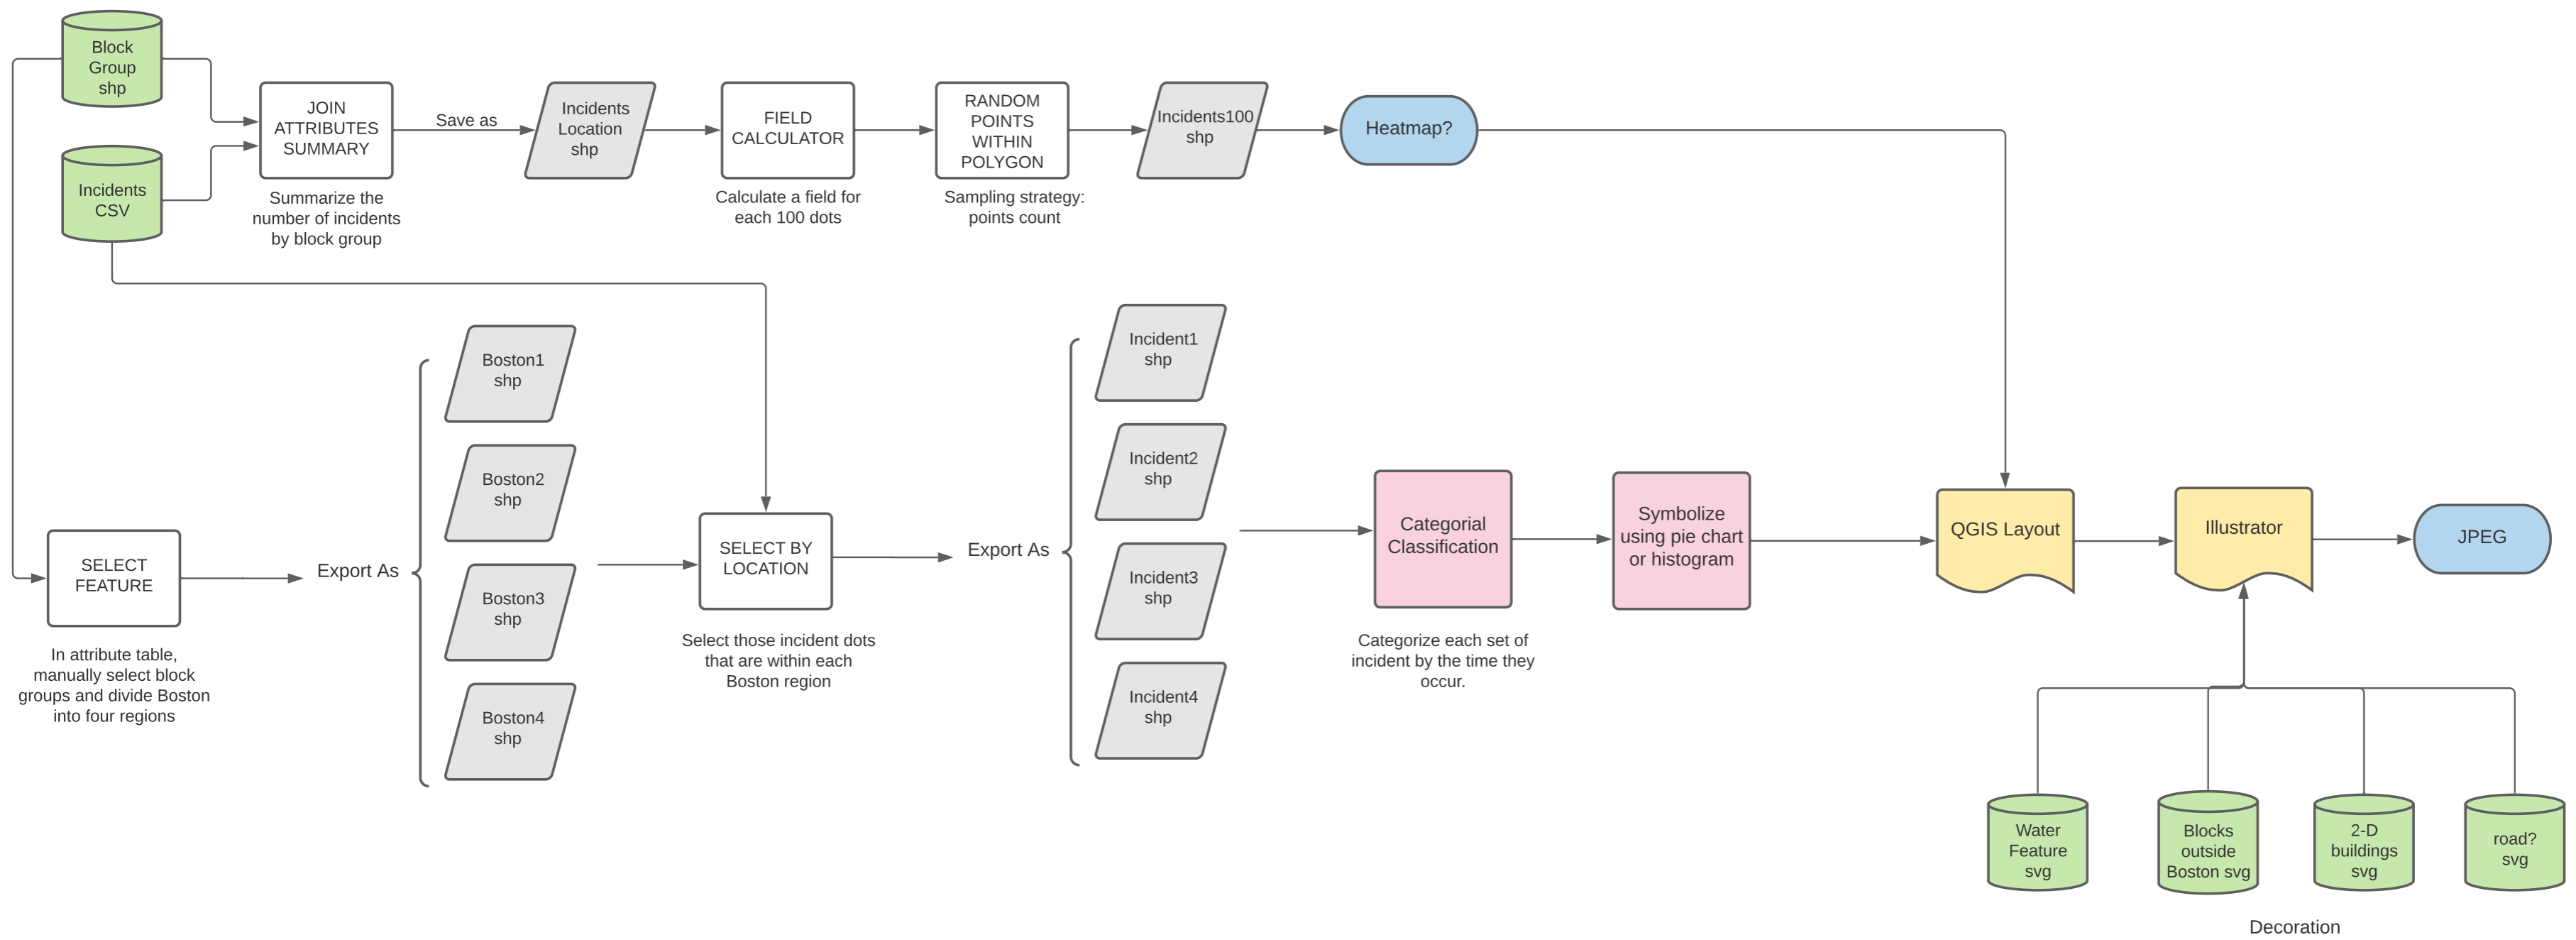 Block
Group
shp
Incidents
CSV
JOIN
ATTRIBUTES
SUMMARY
Summarize the
number of incidents
by block group
Save as
Incidents
Location
shp
FIELD
CALCULATOR
Calculate a field for
each 100 dots
RANDOM
POINTS
WITHIN
POLYGON
Sampling strategy:
points count
Incidents100
shp
Heatmap?
SELECT
FEATURE
In attribute table,
manually select block
groups and divide Boston
into four regions
Export As
Boston1
shp
Boston2
shp
Boston3
shp
Boston4
shp
SELECT BY
LOCATION
Select those incident dots
that are within each
Boston region
Export As
Incident1
shp
Incident2
shp
Incident3
shp
Incident4
shp
Categorial
Classification
Categorize each set of
incident by the time they
occur.
Symbolize
using pie chart
or histogram
QGIS Layout
Illustrator
JPEG
Water
Feature
svg
Blocks
outside
Boston svg
2-D
buildings
svg
road?
svg
Decoration